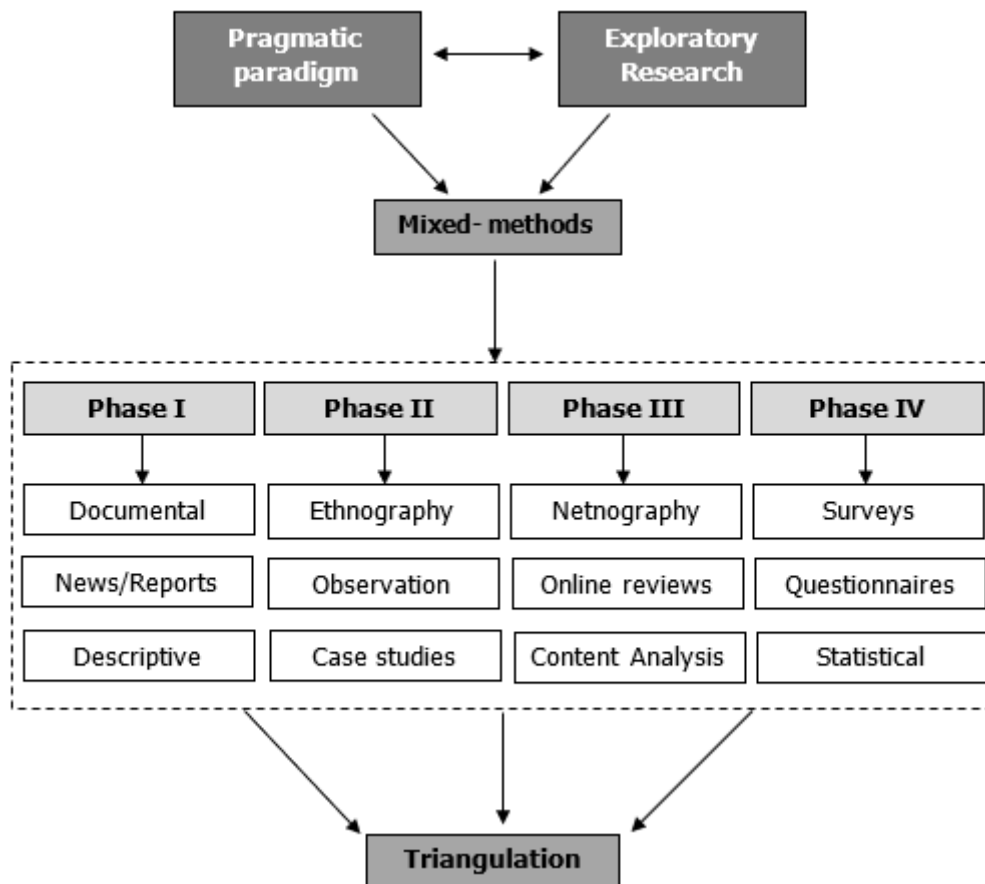 Pragmatic
paradigm
Exploratory
Research
Mixed- methods
Phase I
Phase II
Phase III
Phase IV
Documental
Ethnography
Netnography
Surveys
News/Reports
Observation
Online reviews
Questionnaires
Descriptive
Case studies
Content Analysis
Statistical
Triangulation